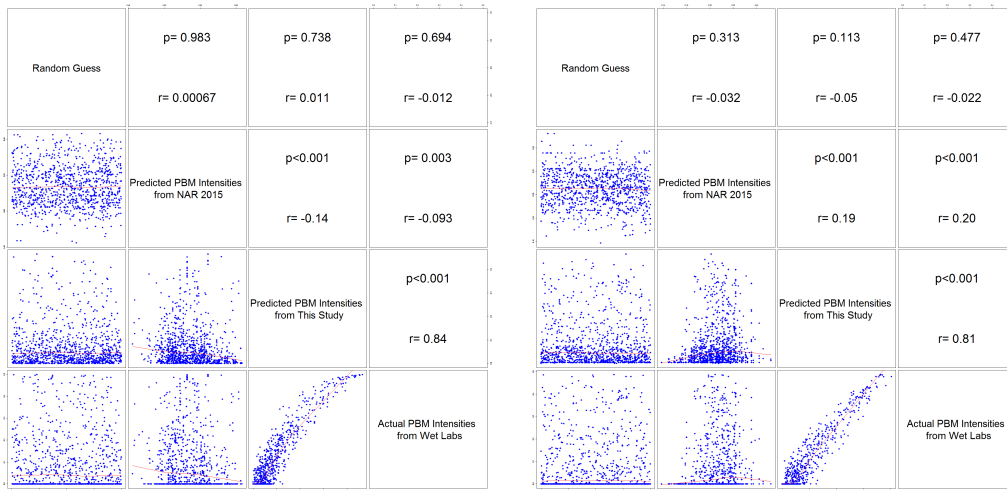 p= 0.983
p= 0.738
p= 0.694
Random Guess
r= 0.00067
r= 0.011
r= -0.012
p<0.001
p= 0.003
Predicted PBM Intensities
from NAR 2015
r= -0.14
r= -0.093
p<0.001
Predicted PBM Intensities
from This Study
r= 0.84
Actual PBM Intensities
from Wet Labs
p= 0.313
p= 0.113
p= 0.477
Random Guess
r= -0.032
r= -0.05
r= -0.022
p<0.001
p<0.001
Predicted PBM Intensities
from NAR 2015
r= 0.19
r= 0.20
p<0.001
Predicted PBM Intensities
from This Study
r= 0.81
Actual PBM Intensities
from Wet Labs